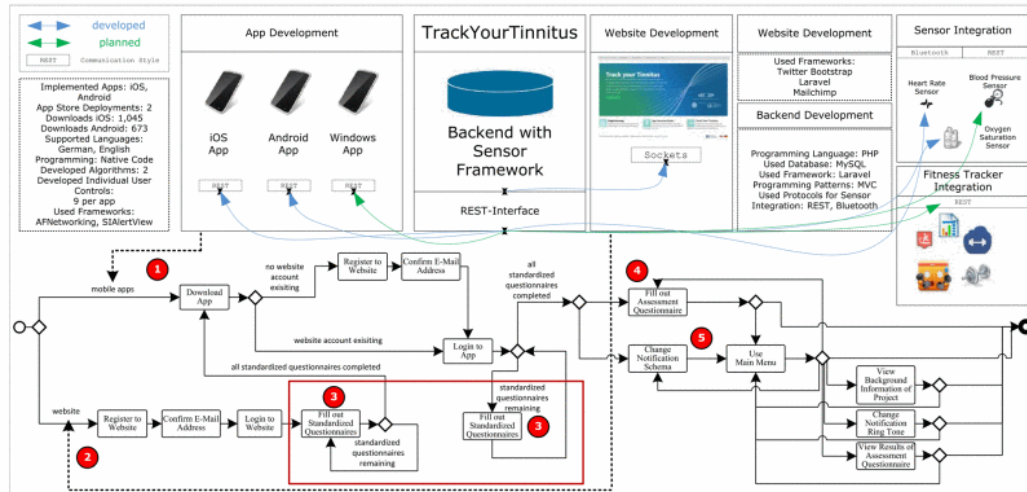 developed
planned
REST
Communication Style
Implemented Apps: iOS,
Android
App Store Deployments: 2
Downloads iOS: 1,045
Downloads Android: 673
Supported Languages:
German, English
Programming: Native Code
Developed Algorithms: 2
Developed Individual User
Controls:
9 per app
Used Frameworks:
AFNetworking, SIAlertView
App Development
iOS
App
Android
App
Windows
App
REST
REST
REST
TrackYourTinnitus
Backend with
Sensor
Framework
REST-Interface
Website Development
Track your Tinnitus
Sockets
Website Development
Used Frameworks:
Twitter Bootstrap
Laravel
Mailchimp
Backend Development
Programming Language: PHP
Used Database: MySQL
Used Framework: Laravel
Programming Patterns: MVC
Used Protocols for Sensor
Integration: REST, Bluetooth
Sensor Integration
Bluetooth
REST
Heart Rate
Sensor
Blood Pressure
Sensor
Oxygen
Saturation
Sensor
Fitness Tracker
Integration
REST
1
mobile apps
Download
App
no website
account
exisiting
Register to
Website
Confirm E-Mail
Address
website account exisiting
Login to
App
all
standardized
questionnaires
completed
all standardized questionnaires completed
website
2
Register to
Website
Confirm E-Mail
Address
Login to
Website
3
Fill out
Standardized
Questionnaires
standardized
questionnaires
remaining
standardized
questionnaires
remaining
Fill out
Standardized
Questionnaires
3
4
Fill out
Assessment
Questionnaire
5
Change
Notification
Schema
Use
Main Menu
View
Background
Information of
Project
Change
Notification
Ring Tone
View Results of
Assessment
Questionnaire